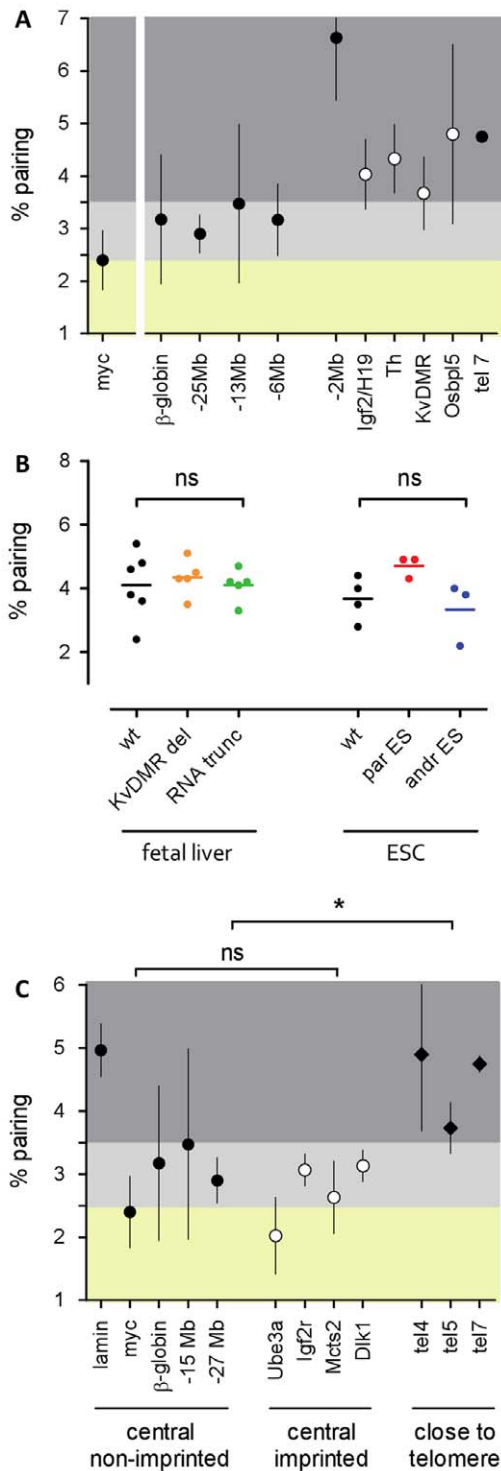 A
7
6
5
4
3
2
1
% pairing
myc
β-globin
-25Mb
-13Mb
-6Mb
-2Mb
Igf2/H19
Th
KvDMR
Osbpl5
tel 7
B
8
6
4
2
% pairing
ns
ns
wt
KvDMR del
RNA trunc
wt
par ES
andr ES
fetal liver
ESC
*
ns
C
6
5
4
3
2
1
% pairing
lamin
myc
β-globin
-15 Mb
-27 Mb
Ube3a
Igf2r
Mcts2
Dlk1
tel4
tel5
tel7
central
non-imprinted
central
imprinted
close to
telomere